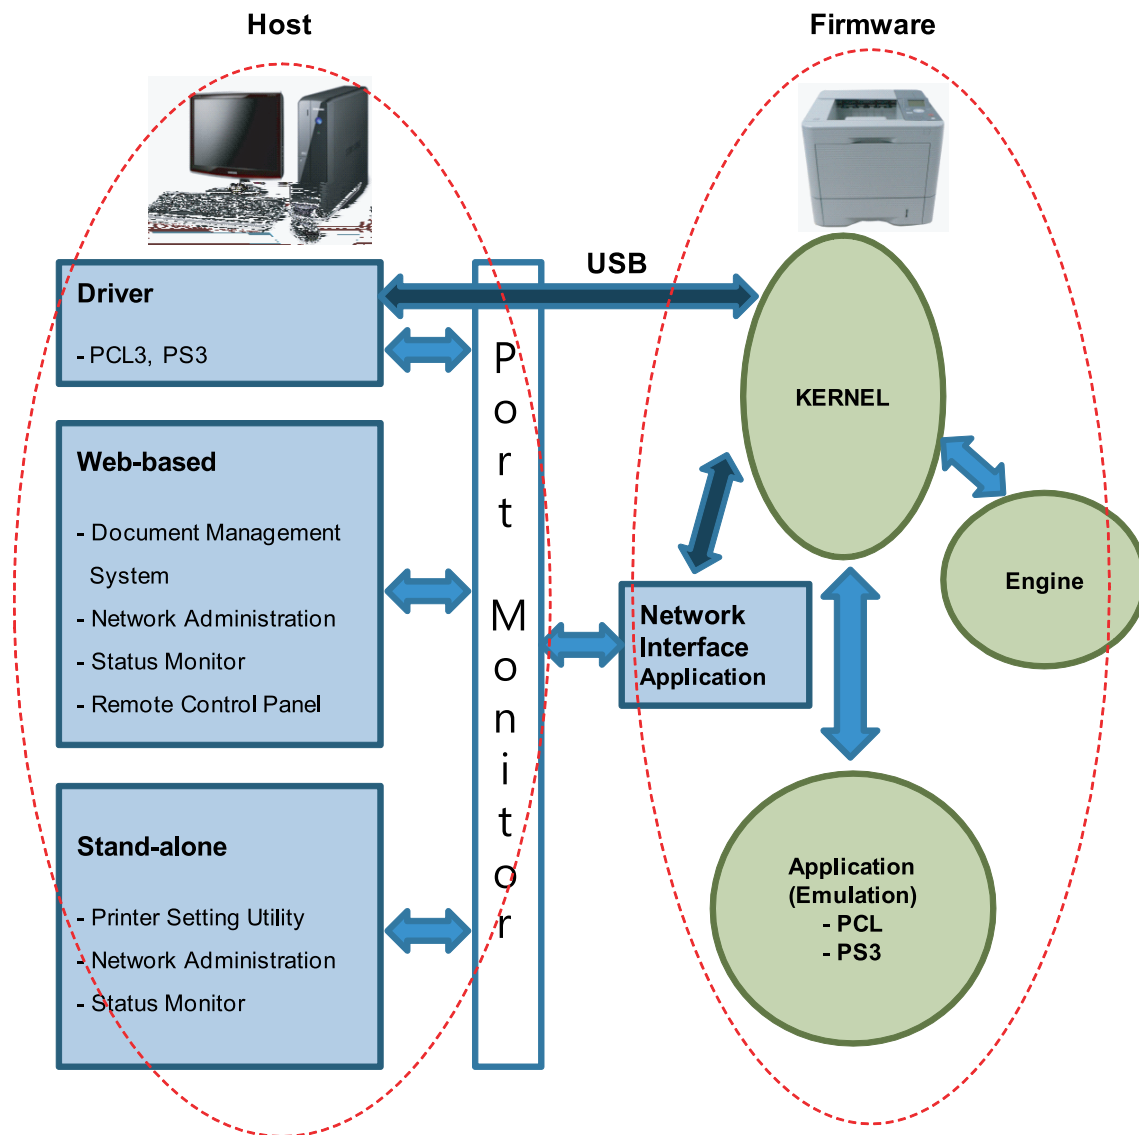 Host
Firmware
USB
Driver
- PCL3, PS3
Web-based
- Document Management
System
- Network Administration
- Status Monitor
- Remote Control Panel
Stand-alone
- Printer Setting Utility
- Network Administration
- Status Monitor
Port Monitor
KERNEL
Engine
Network
Interface
Application
Application
(Emulation)
- PCL
- PS3